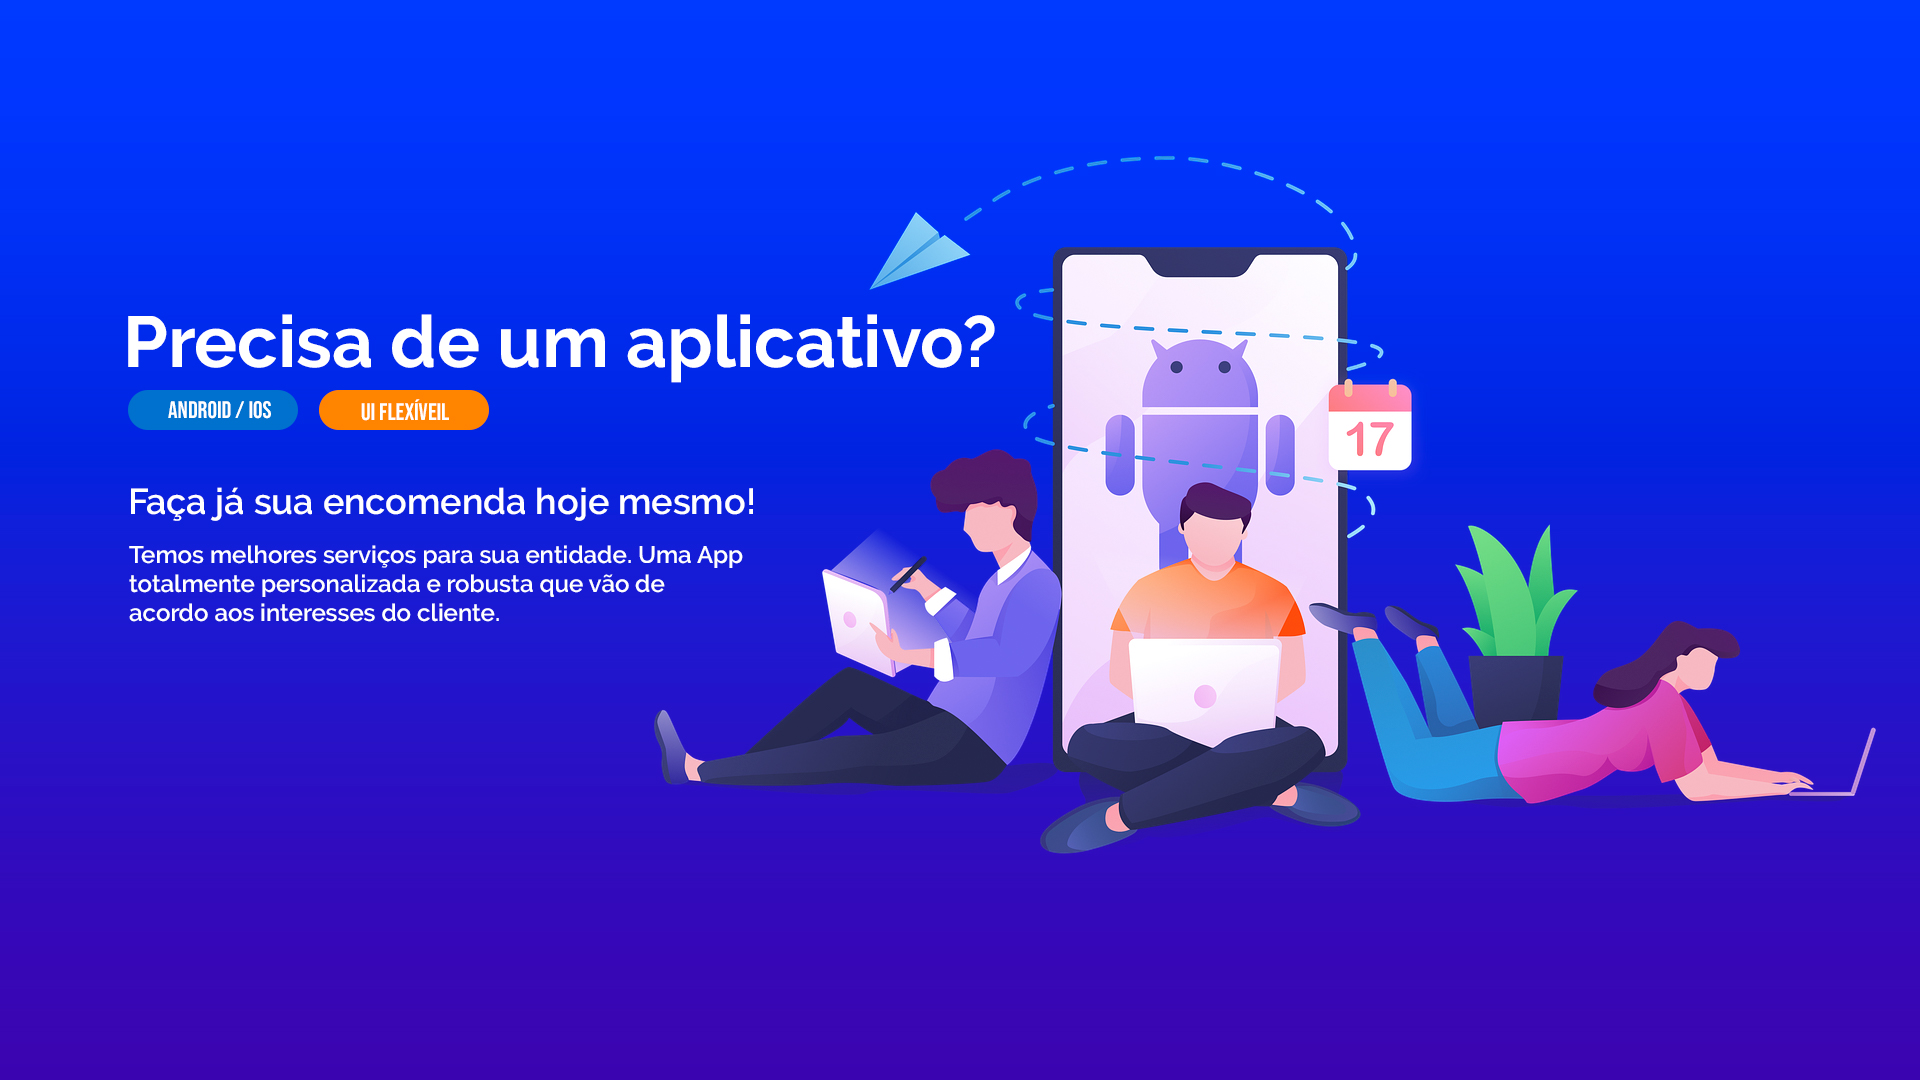 Precisa de um aplicativo?
ANDROID / IOS
UI FLEXÍVEIL
Faça já sua encomenda hoje mesmo!
Temos melhores serviços para sua entidade. Uma App
totalmente personalizada e robusta que vão de
acordo aos interesses do cliente.
17